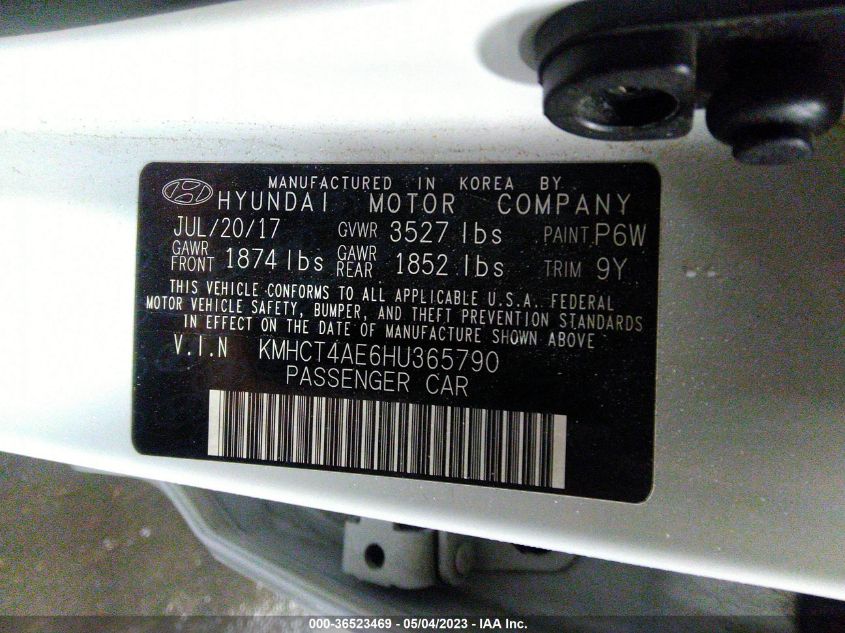 MANUFACTURED IN KOREA BY
HYUNDAI MOTOR COMPANY
JUL/20/17 GVWR 3527 lbs PAINT P6W
GAWR FRONT 1874 lbs GAWR REAR 1852 lbs TRIM 9Y
THIS VEHICLE CONFORMS TO ALL APPLICABLE U.S.A. FEDERAL
MOTOR VEHICLE SAFETY, BUMPER, AND THEFT PREVENTION STANDARDS
IN EFFECT ON THE DATE OF MANUFACTURE SHOWN ABOVE
V.I.N KMHCT4AE6HU365790
PASSENGER CAR
000-36523469 - 05/04/2023 - IAA Inc.